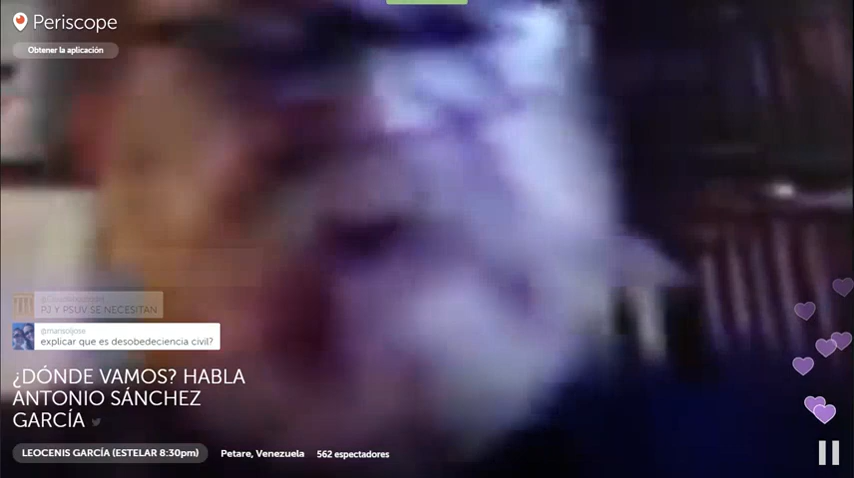 Periscope
Obtener la aplicación
PJ Y PSUV SE NECESITAN
@marisoljose
explicar que es desobedeciencia civil?
¿DÓNDE VAMOS? HABLA
ANTONIO SÁNCHEZ
GARCÍA
LEOCENIS GARCÍA (ESTELAR 8:30pm) Petare, Venezuela 562 espectadores